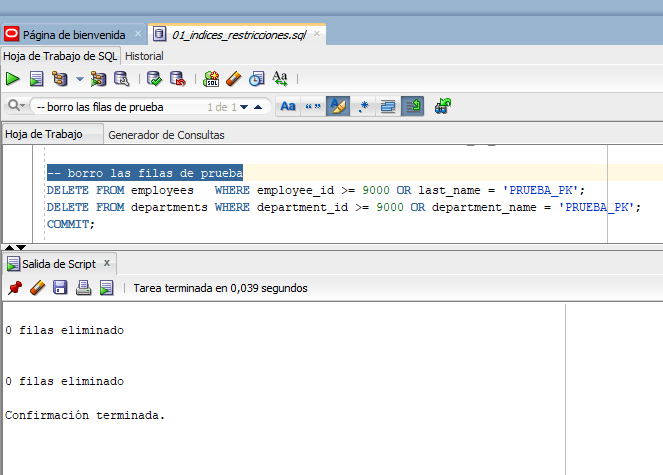 Página de bienvenida
01_indices_restricciones.sql
Hoja de Trabajo de SQL Historial
SQL
Aa
-- borro las filas de prueba 1 de 1 Aa “” .*
Hoja de Trabajo Generador de Consultas
-- borro las filas de prueba
DELETE FROM employees WHERE employee_id >= 9000 OR last_name = 'PRUEBA_PK';
DELETE FROM departments WHERE department_id >= 9000 OR department_name = 'PRUEBA_PK';
COMMIT;
Salida de Script x
Tarea terminada en 0,039 segundos
0 filas eliminado
0 filas eliminado
Confirmación terminada.